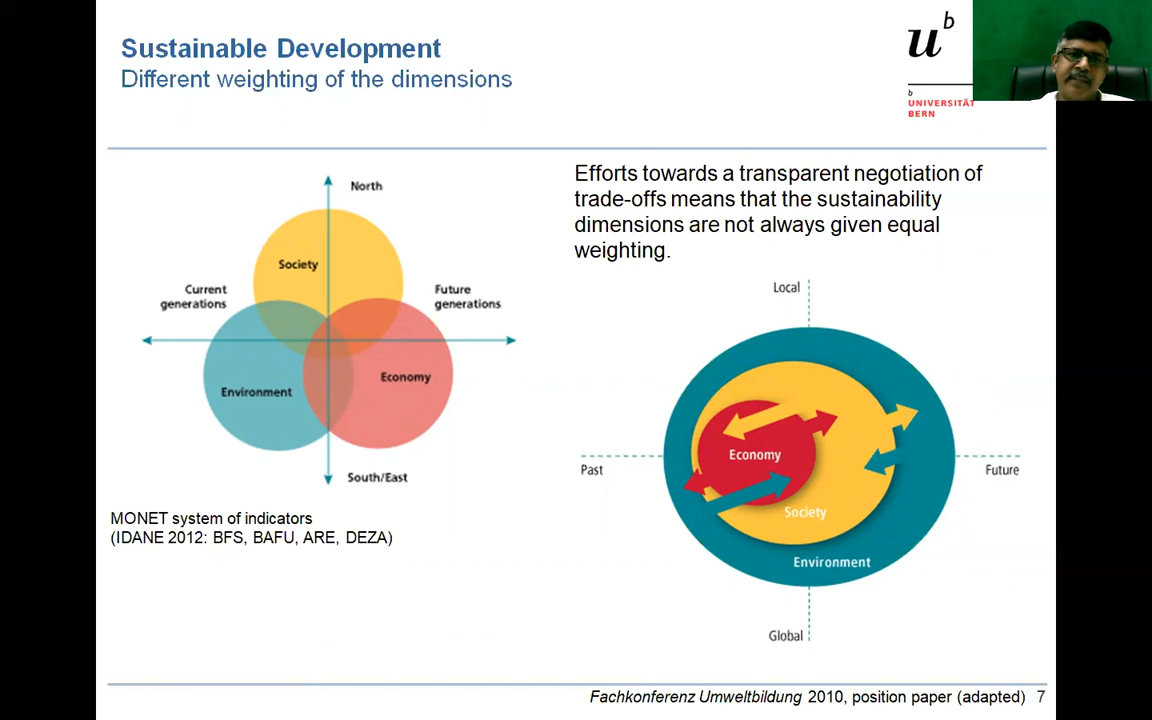 Sustainable Development
Different weighting of the dimensions
u^b
b
UNIVERSITÄT
BERN
North
Society
Current
generations
Future
generations
Environment
Economy
South/East
MONET system of indicators
(IDANE 2012: BFS, BAFU, ARE, DEZA)
Efforts towards a transparent negotiation of
trade-offs means that the sustainability
dimensions are not always given equal
weighting.
Local
Economy
Past
Future
Society
Environment
Global
Fachkonferenz Umweltbildung 2010, position paper (adapted) 7